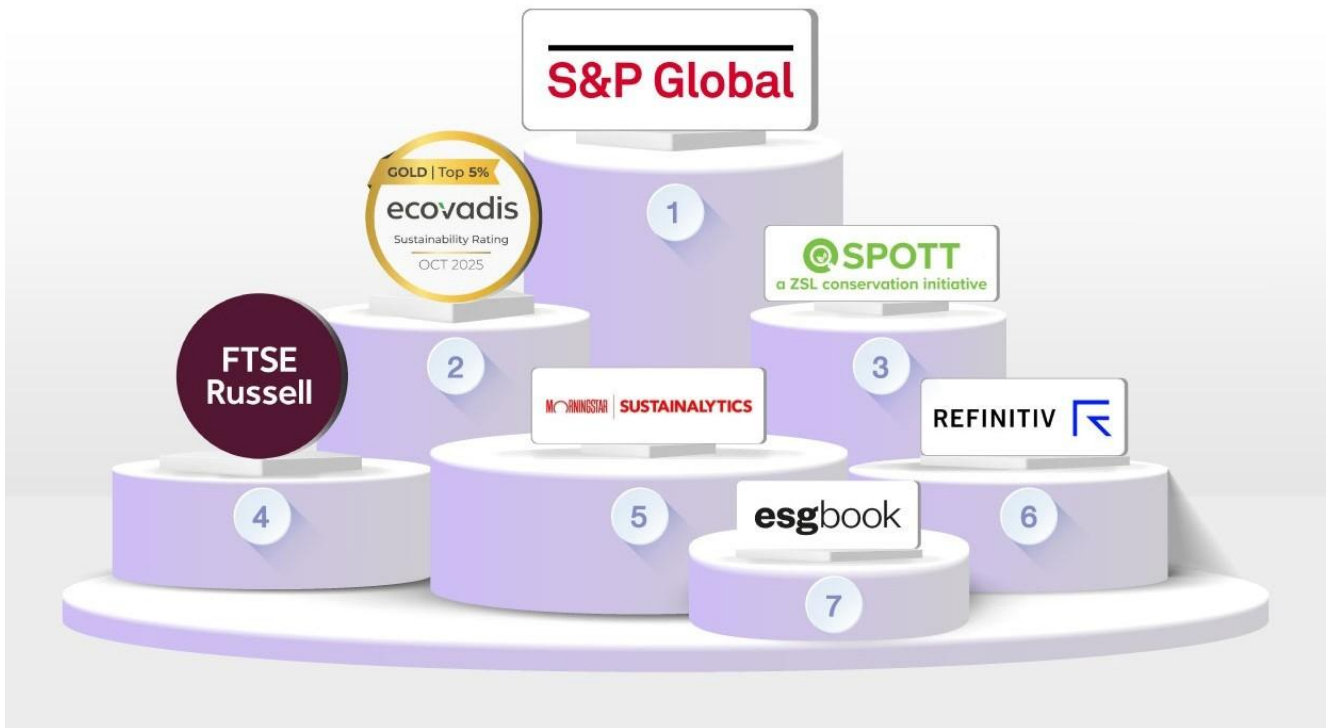 S&P Global
1
GOLD | Top 5%
ecovadis
Sustainability Rating
OCT 2025
2
SPOTT
a ZSL conservation initiative
3
FTSE
Russell
4
MORNINGSTAR | SUSTAINALYTICS
5
REFINITIV
6
esgbook
7